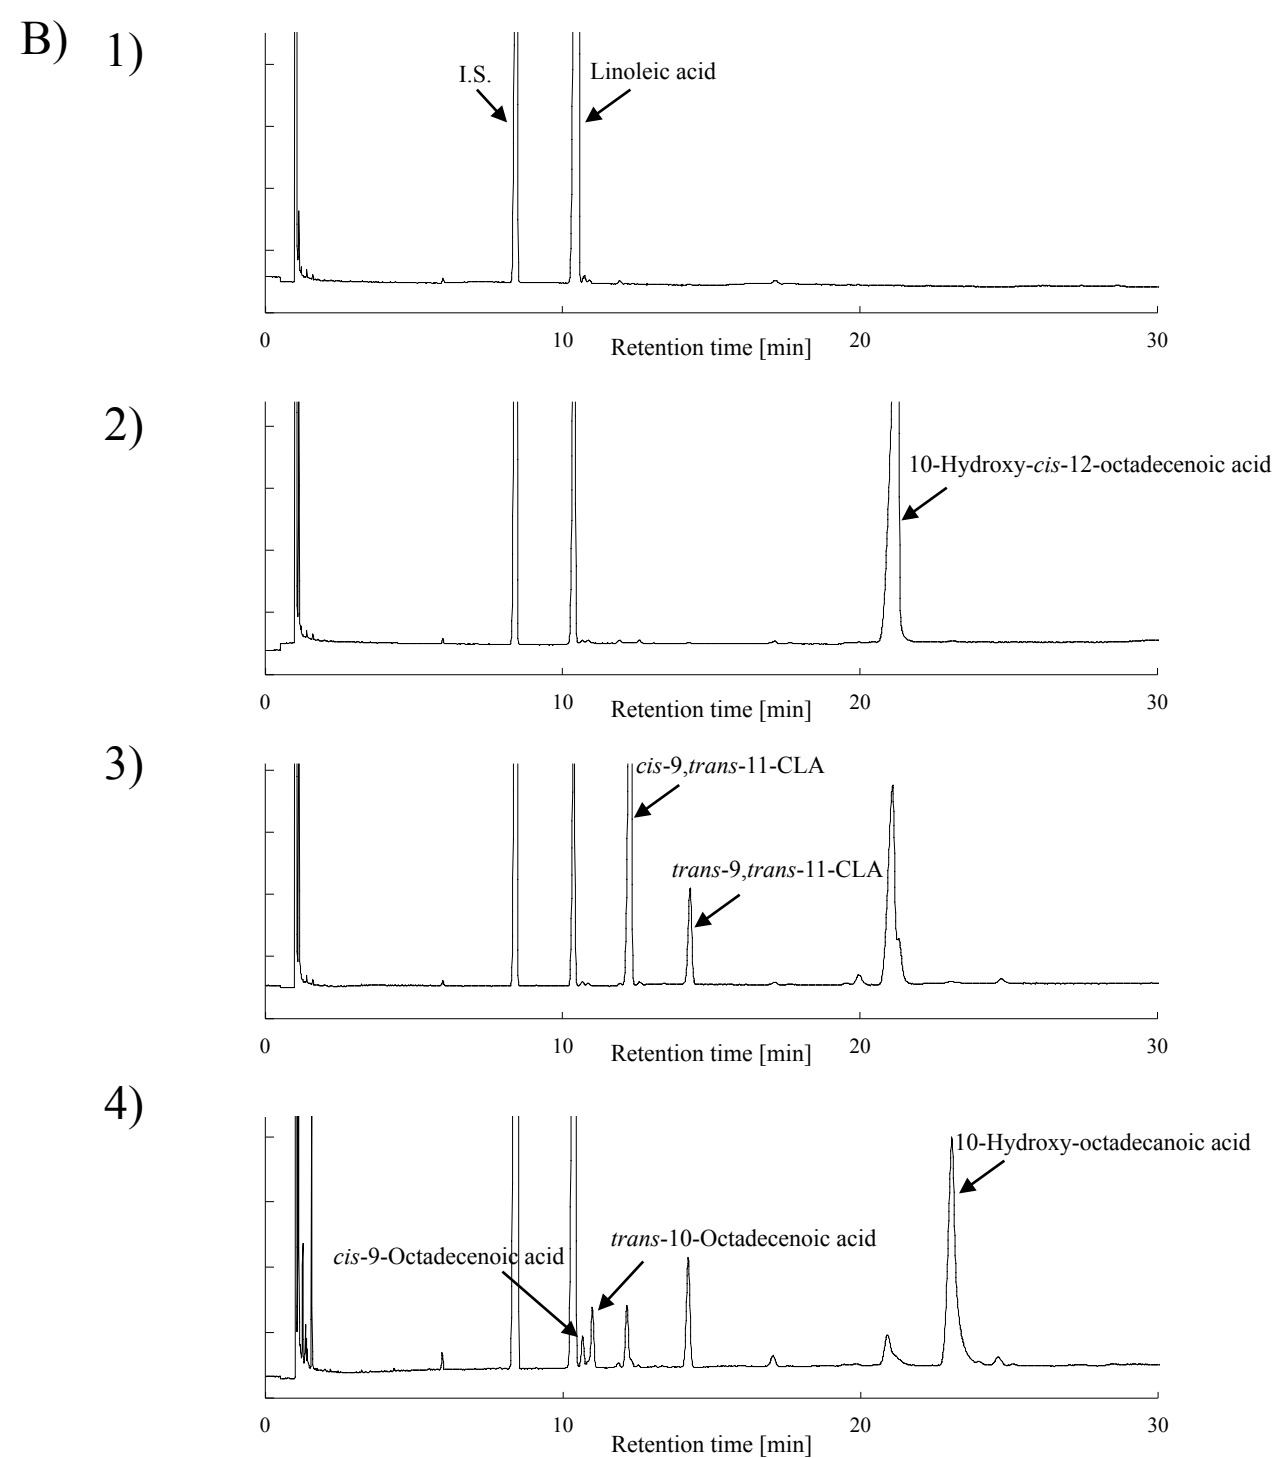 B)
1)
I.S.
Linoleic acid
0
10
20
30
Retention time [min]
2)
10-Hydroxy-cis-12-octadecenoic acid
0
10
20
30
Retention time [min]
3)
cis-9,trans-11-CLA
trans-9,trans-11-CLA
0
10
20
30
Retention time [min]
4)
10-Hydroxy-octadecanoic acid
trans-10-Octadecenoic acid
cis-9-Octadecenoic acid
0
10
20
30
Retention time [min]